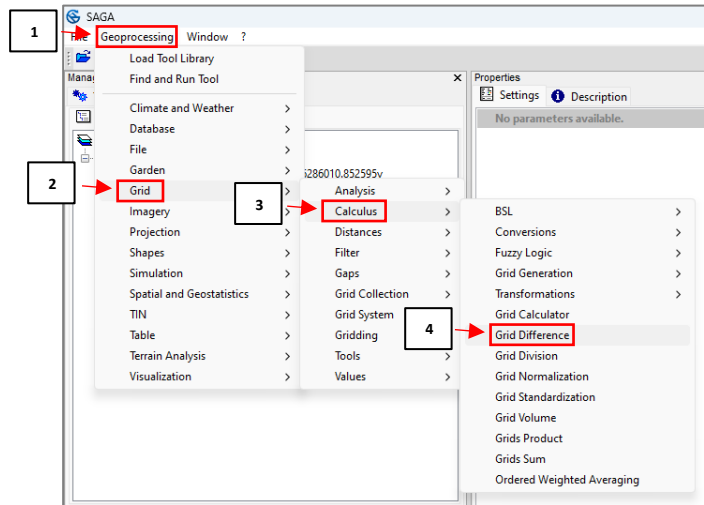 SAGA
1
File Geoprocessing Window ?
Load Tool Library
Find and Run Tool
Manag
Properties
Settings
Description
No parameters available.
Climate and Weather
Database
File
Garden
5286010.852595v
2
Grid
3
Imagery
Projection
Shapes
Simulation
Spatial and Geostatistics
TIN
Table
Terrain Analysis
Visualization
Analysis
Calculus
Distances
Filter
Gaps
Grid Collection
Grid System
Gridding
Tools
Values
4
BSL
Conversions
Fuzzy Logic
Grid Generation
Transformations
Grid Calculator
Grid Difference
Grid Division
Grid Normalization
Grid Standardization
Grid Volume
Grids Product
Grids Sum
Ordered Weighted Averaging